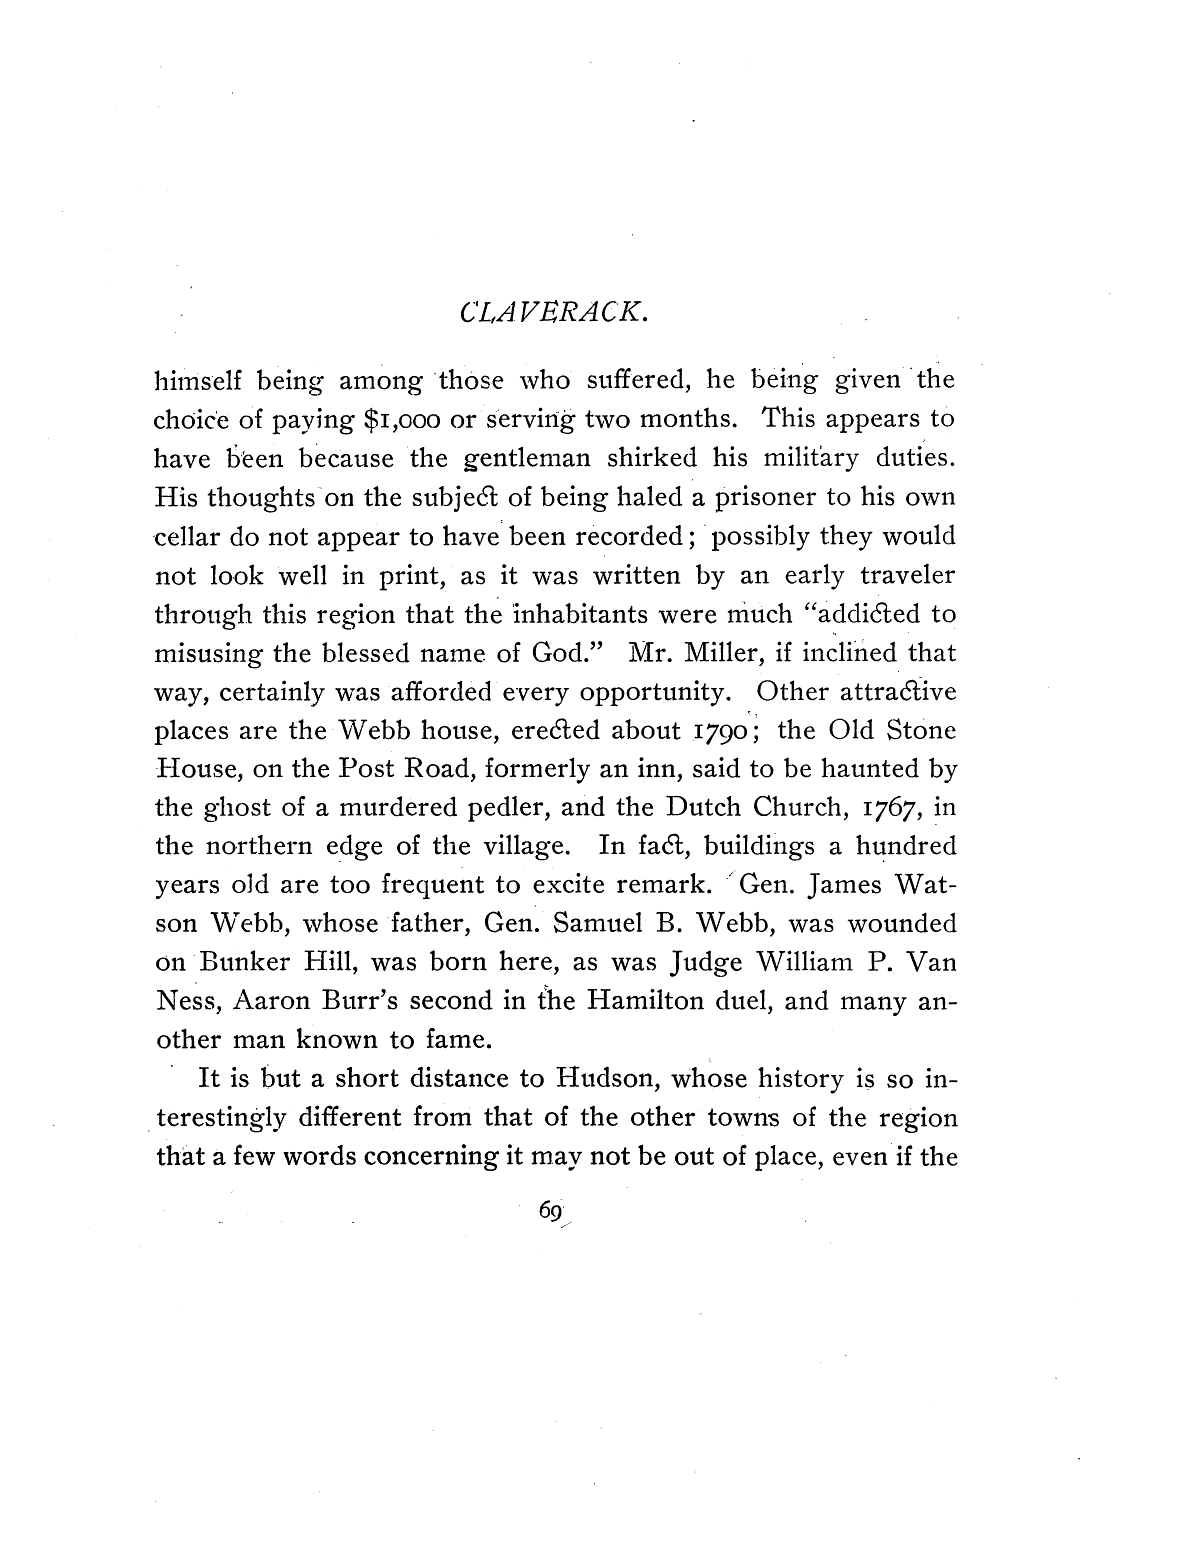 CLAVERACK.
himself being among those who suffered, he being given the
choice of paying $1,000 or serving two months. This appears to
have been because the gentleman shirked his military duties.
His thoughts on the subject of being haled a prisoner to his own
cellar do not appear to have been recorded; possibly they would
not look well in print, as it was written by an early traveler
through this region that the inhabitants were much "addicted to
misusing the blessed name of God." Mr. Miller, if inclined that
way, certainly was afforded every opportunity. Other attractive
places are the Webb house, erected about 1790; the Old Stone
House, on the Post Road, formerly an inn, said to be haunted by
the ghost of a murdered pedler, and the Dutch Church, 1767, in
the northern edge of the village. In fact, buildings a hundred
years old are too frequent to excite remark. Gen. James Wat-
son Webb, whose father, Gen. Samuel B. Webb, was wounded
on Bunker Hill, was born here, as was Judge William P. Van
Ness, Aaron Burr's second in the Hamilton duel, and many an-
other man known to fame.
It is but a short distance to Hudson, whose history is so in-
terestingly different from that of the other towns of the region
that a few words concerning it may not be out of place, even if the
69